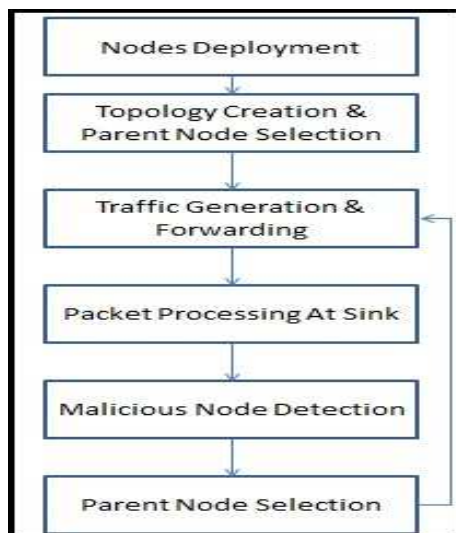 Nodes Deployment
Topology Creation &
Parent Node Selection
Traffic Generation &
Forwarding
Packet Processing At Sink
Malicious Node Detection
Parent Node Selection